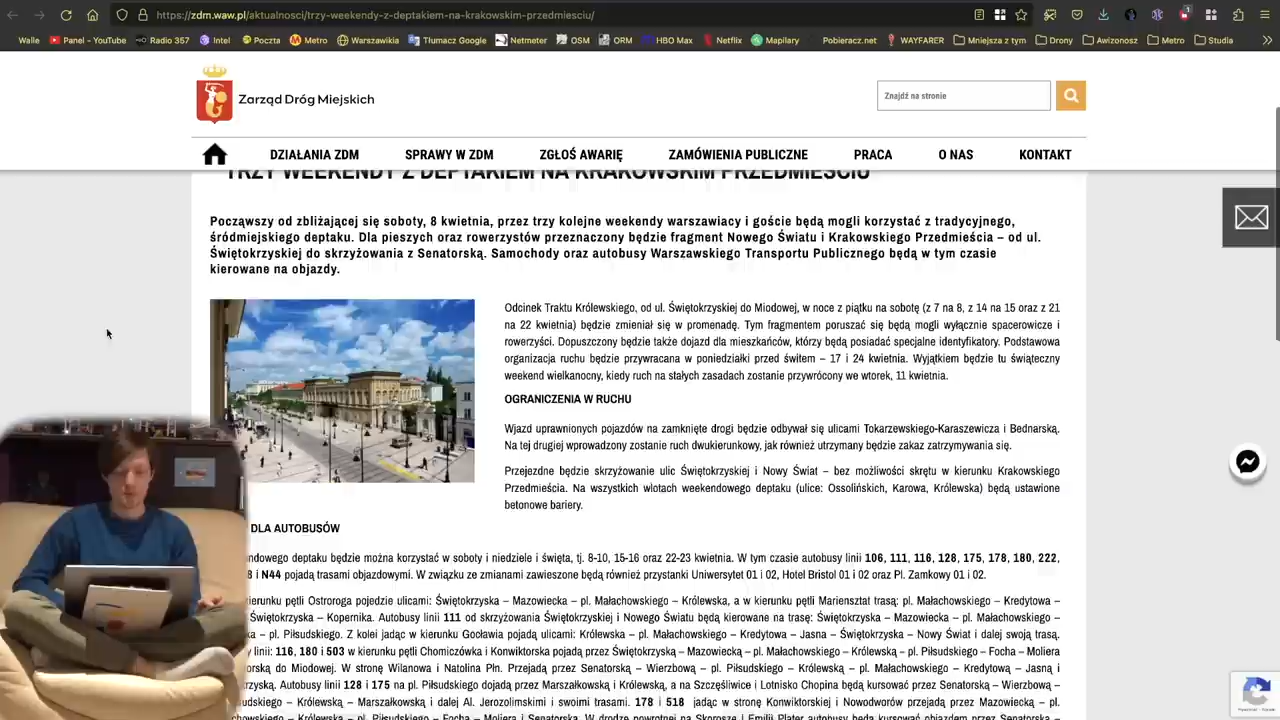 https://zdm.waw.pl/aktualnosci/trzy-weekendy-z-deptakiem-na-krakowskim-przedmiesciu/
Walle Panel - YouTube Radio 357 Intel Poczta Metro Warszawikia Tłumacz Google Netmeter OSM ORM HBO Max Netflix Mapilary Pobieracz.net WAYFARER Mniejsza z tym Drony Awizonosz Metro Studia
Zarząd Dróg Miejskich
Znajdź na stronie
DZIAŁANIA ZDM SPRAWY W ZDM ZGŁOŚ AWARIĘ ZAMÓWIENIA PUBLICZNE PRACA O NAS KONTAKT
TRZY WEEKENDY Z DEPTAKIEM NA KRAKOWSKIM PRZEDMIEŚCIU
Począwszy od zbliżającej się soboty, 8 kwietnia, przez trzy kolejne weekendy warszawiacy i goście będą mogli korzystać z tradycyjnego,
śródmiejskiego deptaku. Dla pieszych oraz rowerzystów przeznaczony będzie fragment Nowego Światu i Krakowskiego Przedmieścia – od ul.
Świętokrzyskiej do skrzyżowania z Senatorską. Samochody oraz autobusy Warszawskiego Transportu Publicznego będą w tym czasie
kierowane na objazdy.
Odcinek Traktu Królewskiego, od ul. Świętokrzyskiej do Miodowej, w noce z piątku na sobotę (z 7 na 8, z 14 na 15 oraz z 21
na 22 kwietnia) będzie zmieniał się w promenadę. Tym fragmentem poruszać się będą mogli wyłącznie spacerowicze i
rowerzyści. Dopuszczony będzie także dojazd dla mieszkańców, którzy będą posiadać specjalne identyfikatory. Podstawowa
organizacja ruchu będzie przywracana w poniedziałki przed świtem – 17 i 24 kwietnia. Wyjątkiem będzie tu świąteczny
weekend wielkanocny, kiedy ruch na stałych zasadach zostanie przywrócony we wtorek, 11 kwietnia.
OGRANICZENIA W RUCHU
Wjazd uprawnionych pojazdów na zamknięte drogi będzie odbywał się ulicami Tokarzewskiego-Karaszewicza i Bednarską.
Na tej drugiej wprowadzony zostanie ruch dwukierunkowy, jak również utrzymany będzie zakaz zatrzymywania się.
Przejezdne będzie skrzyżowanie ulic Świętokrzyskiej i Nowy Świat – bez możliwości skrętu w kierunku Krakowskiego
Przedmieścia. Na wszystkich wlotach weekendowego deptaku (ulice: Ossolińskich, Karowa, Królewska) będą ustawione
betonowe bariery.
DLA AUTOBUSÓW
ndowego deptaku będzie można korzystać w soboty i niedziele i święta, tj. 8-10, 15-16 oraz 22-23 kwietnia. W tym czasie autobusy linii 106, 111, 116, 128, 175, 178, 180, 222,
8 i N44 pojadą trasami objazdowymi. W związku ze zmianami zawieszone będą również przystanki Uniwersytet 01 i 02, Hotel Bristol 01 i 02 oraz Pl. Zamkowy 01 i 02.
ierunku pętli Ostroroga pojedzie ulicami: Świętokrzyska – Mazowiecka – pl. Małachowskiego – Królewska, a w kierunku pętli Mariensztat trasą: pl. Małachowskiego – Kredytowa –
Świętokrzyska – Kopernika. Autobusy linii 111 od skrzyżowania Świętokrzyskiej i Nowego Światu będą kierowane na trasę: Świętokrzyska – Mazowiecka – pl. Małachowskiego –
a – pl. Piłsudskiego. Z kolei jadąc w kierunku Gocławia pojadą ulicami: Królewska – pl. Małachowskiego – Kredytowa – Jasna – Świętokrzyska – Nowy Świat i dalej swoją trasą.
y linii: 116, 180 i 503 w kierunku pętli Chomiczówka i Konwiktorska pojadą przez Świętokrzyską – Mazowiecką – pl. Małachowskiego – Królewską – pl. Piłsudskiego – Focha – Moliera
orską do Miodowej. W stronę Wilanowa i Natolina Płn. Przejadą przez Senatorską – Wierzbową – pl. Piłsudskiego – Królewską – pl. Małachowskiego – Kredytową – Jasną i
rzyską. Autobusy linii 128 i 175 na pl. Piłsudskiego dojadą przez Marszałkowską i Królewską, a na Szczęśliwice i Lotnisko Chopina będą kursować przez Senatorską – Wierzbową –
udskiego – Królewską – Marszałkowską i dalej Al. Jerozolimskimi i swoimi trasami. 178 i 518 jadąc w stronę Konwiktorskiej i Nowodworów przejadą przez Mazowiecką – pl.
chowskiego – Królewską – pl. Piłsudskiego – Focha – Moliera i Senatorską. W drodze powrotnej na Skorosze i Emilii Plater autobusy będą kursować objazdem przez Senatorską –